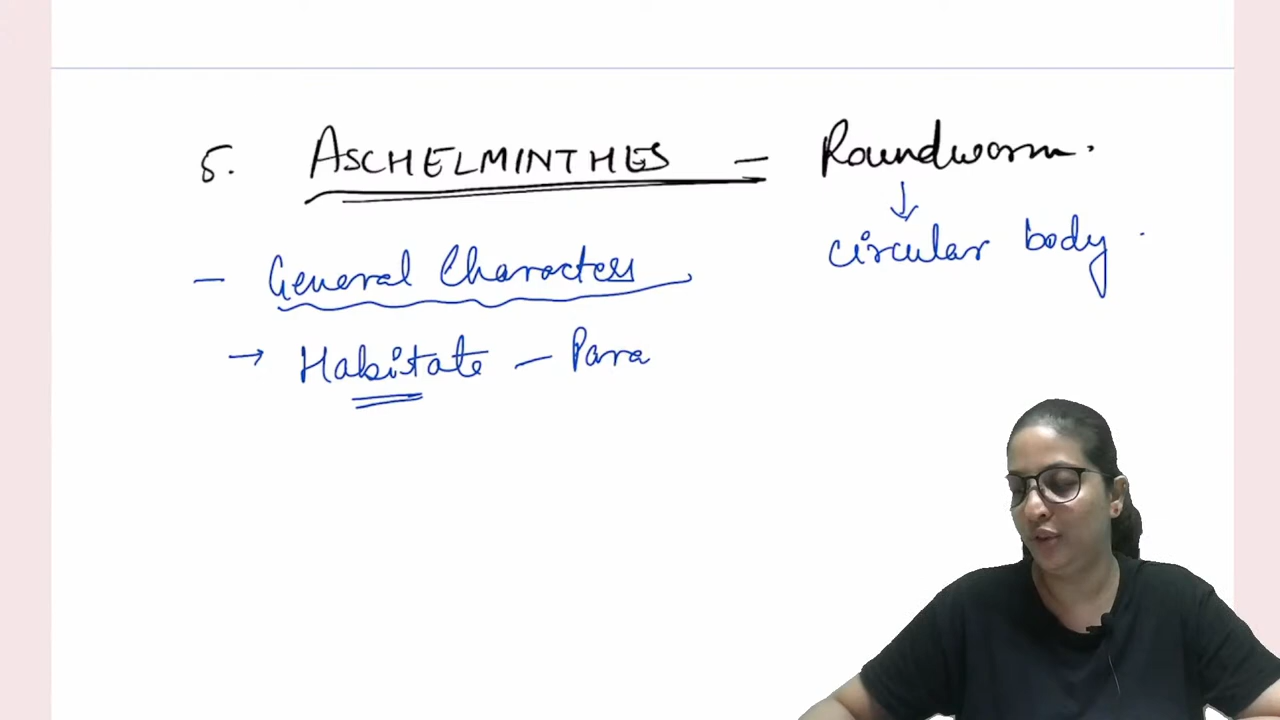 5. ASCHELMINTHES - Roundworm.
circular body.
- General Characters
→ Habitate - Para